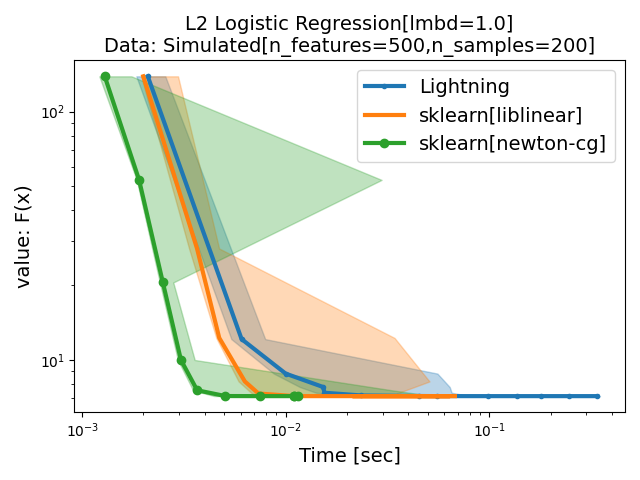 L2 Logistic Regression[lmbd=1.0]
Data: Simulated[n_features=500,n_samples=200]
Lightning
sklearn[liblinear]
sklearn[newton-cg]
value: F(x)
10²
10¹
10⁻³
10⁻²
10⁻¹
Time [sec]